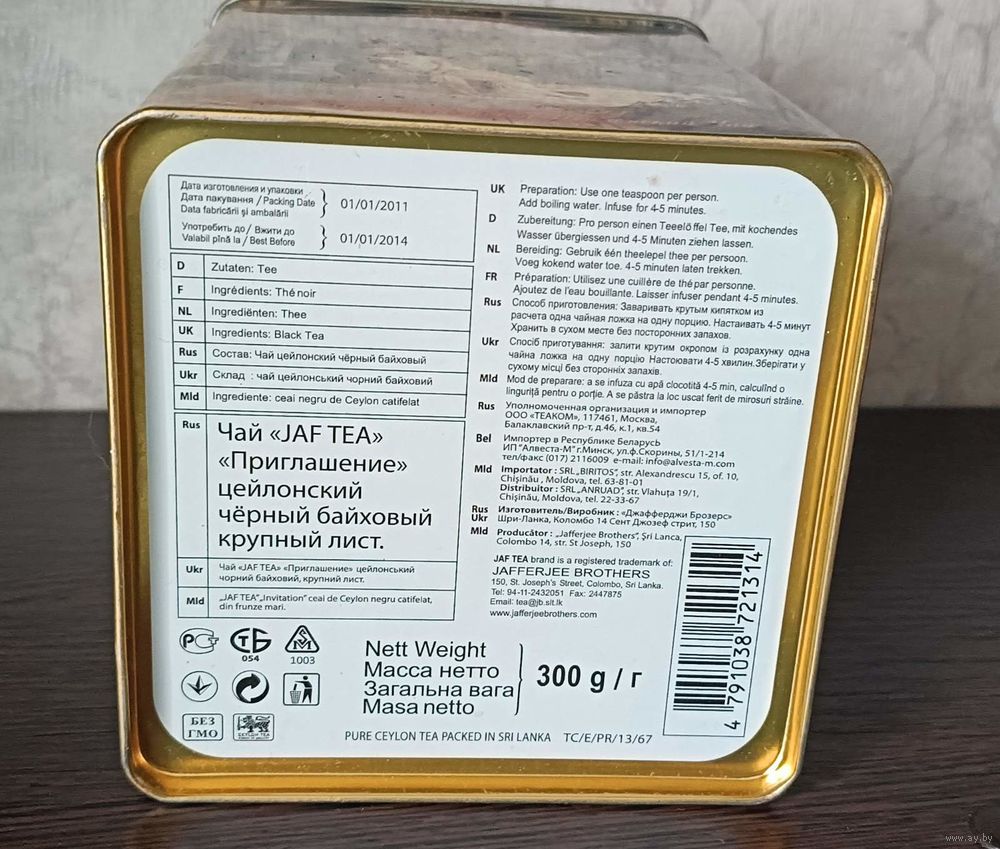 Дата изготовления и упаковки
Дата пакування / Packing Date
Data fabricării şi ambalării
01/01/2011
Употребить до / Вжити до
Valabil pînă la / Best Before
01/01/2014
D Zutaten: Tee
F Ingrédients: Thé noir
NL Ingrediënten: Thee
UK Ingredients: Black Tea
Rus Состав: Чай цейлонский чёрный байховый
Ukr Склад : чай цейлонський чорний байховий
Mld Ingrediente: ceai negru de Ceylon catifelat
Rus Чай «JAF TEA»
«Приглашение»
цейлонский
чёрный байховый
крупный лист.
Ukr Чай «JAF TEA» «Приглашение» цейлонський
чорний байховий, крупний лист.
Mld „JAF TEA” „Invitation” ceai de Ceylon negru catifelat,
din frunze mari.
UK Preparation: Use one teaspoon per person.
Add boiling water. Infuse for 4-5 minutes.
D Zubereitung: Pro person einen Teeelöffel Tee, mit kochendes
Wasser übergiessen und 4-5 Minuten ziehen lassen.
NL Bereiding: Gebruik één theelepel thee per persoon.
Voeg kokend water toe. 4-5 minuten laten trekken.
FR Préparation: Utilisez une cuillère de thé par personne.
Ajoutez de l'eau bouillante. Laisser infuser pendant 4-5 minutes.
Rus Способ приготовления: Заваривать крутым кипятком из
расчета одна чайная ложка на одну порцию. Настаивать 4-5 минут
Хранить в сухом месте без посторонних запахов.
Ukr Спосіб приготування: залити крутим окропом із розрахунку одна
чайна ложка на одну порцію Настоювати 4-5 хвилин.Зберігати у
сухому місці без сторонніх запахів.
Mld Mod de preparare: a se infuza cu apă clocotită 4-5 min, calculînd o
linguriţă pentru o porţie. A se păstra la loc uscat ferit de mirosuri străine.
Rus Уполномоченная организация и импортер
ООО «ТЕАКОМ», 117461, Москва,
Балаклавский пр-т, д.46, к.1, кв.54
Bel Импортер в Республике Беларусь
ИП "Алвеста-М" г.Минск, ул.ф.Скорины, 51/1-214
тел/факс (017) 2116009 e-mail: info@alvesta-m.com
Mld Importator : SRL „BIRITOS”, str. Alexandrescu 15, of. 10,
Chişinău , Moldova, tel. 63-81-01
Distribuitor : SRL „ANRUAD”, str. Vlahuţa 19/1,
Chişinău, Moldova, tel. 22-33-67
Rus Изготовитель/Виробник : «Джафферджи Брозерс»
Ukr Шри-Ланка, Коломбо 14 Сент Джозеф стрит, 150
Mld Producător : „Jafferjee Brothers”, Şri Lanca,
Colombo 14, str. St Joseph, 150
JAF TEA brand is a registered trademark of:
JAFFERJEE BROTHERS
150, St. Joseph's Street, Colombo, Sri Lanka.
Tel: 94-11-2432051 Fax: 2447875
Email: tea@jb.slt.lk
www.jafferjeebrothers.com
4 791038 721314
РСТ
ТБ
054
SM
1003
БЕЗ
ГМО
CEYLON TEA
Nett Weight
Масса нетто
Загальна вага
Masa netto
300 g / г
PURE CEYLON TEA PACKED IN SRI LANKA TC/E/PR/13/67
www.ay.by